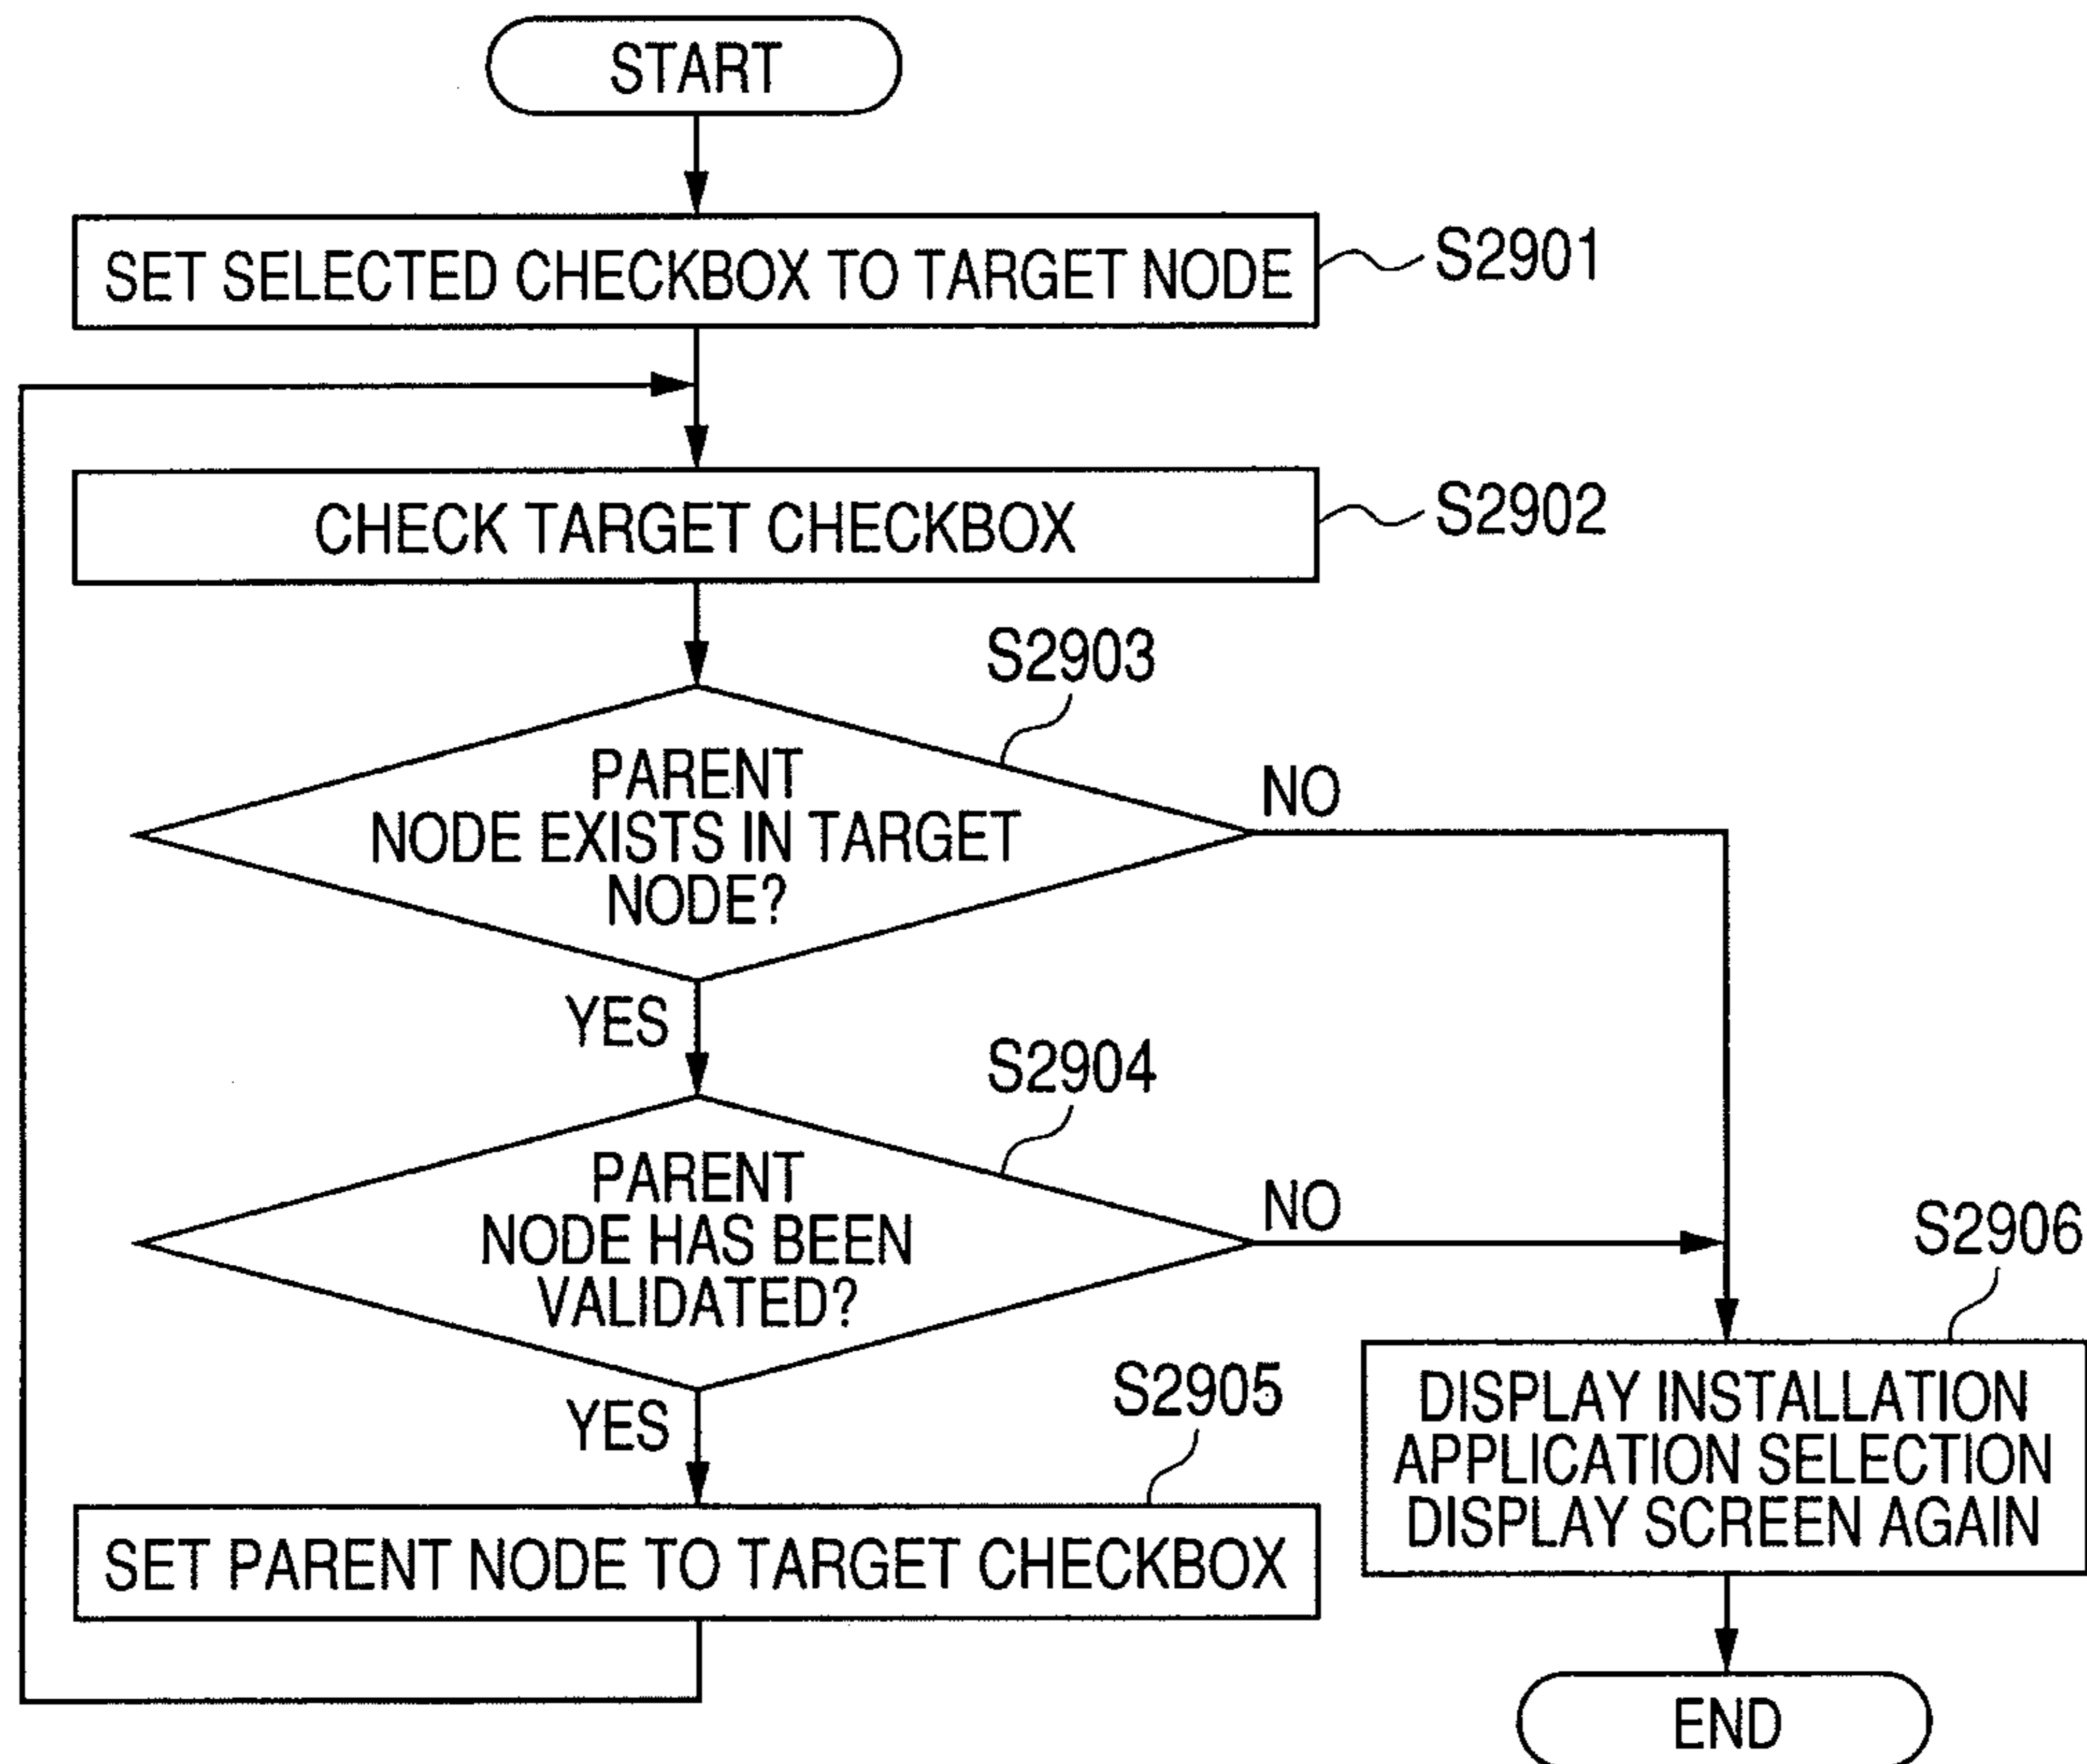 START
SET SELECTED CHECKBOX TO TARGET NODE
S2901
CHECK TARGET CHECKBOX
S2902
S2903
PARENT
NODE EXISTS IN TARGET
NODE?
NO
YES
S2904
PARENT
NODE HAS BEEN
VALIDATED?
NO
YES
S2905
SET PARENT NODE TO TARGET CHECKBOX
S2906
DISPLAY INSTALLATION
APPLICATION SELECTION
DISPLAY SCREEN AGAIN
END